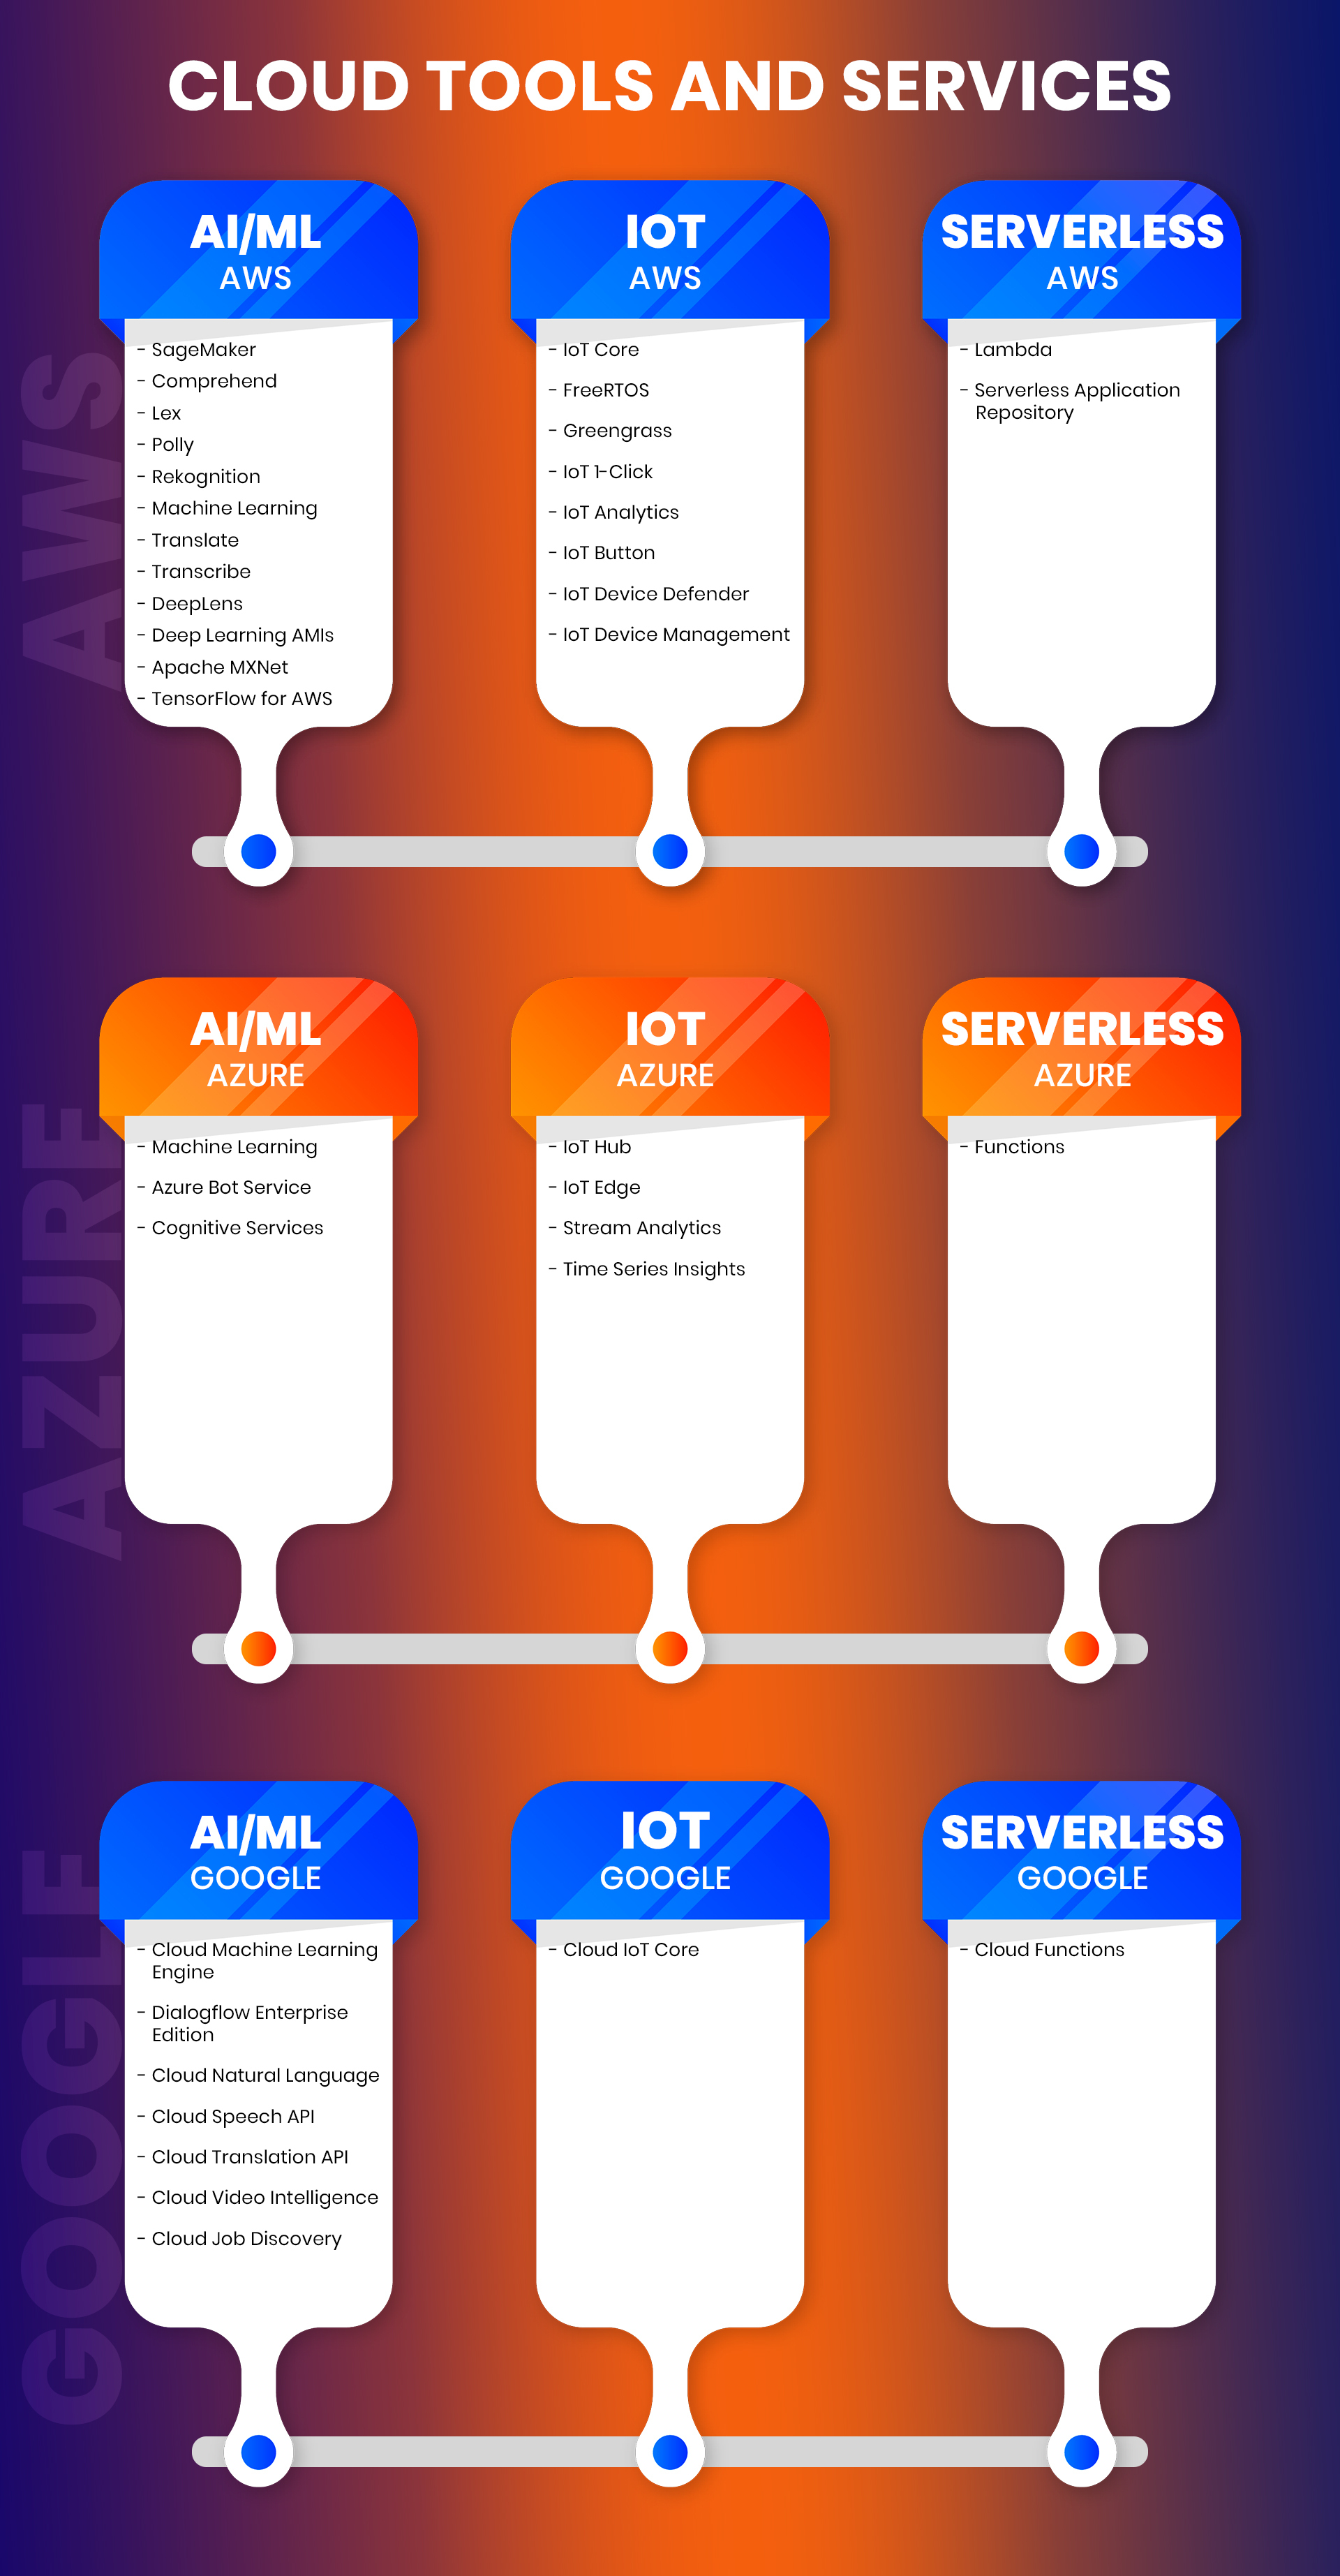 CLOUD TOOLS AND SERVICES
AWS
AI/ML
AWS
- SageMaker
- Comprehend
- Lex
- Polly
- Rekognition
- Machine Learning
- Translate
- Transcribe
- DeepLens
- Deep Learning AMIs
- Apache MXNet
- TensorFlow for AWS
IOT
AWS
- IoT Core
- FreeRTOS
- Greengrass
- IoT 1-Click
- IoT Analytics
- IoT Button
- IoT Device Defender
- IoT Device Management
SERVERLESS
AWS
- Lambda
- Serverless Application
Repository
AZURE
AI/ML
AZURE
- Machine Learning
- Azure Bot Service
- Cognitive Services
IOT
AZURE
- IoT Hub
- IoT Edge
- Stream Analytics
- Time Series Insights
SERVERLESS
AZURE
- Functions
GOOGLE
AI/ML
GOOGLE
- Cloud Machine Learning
Engine
- Dialogflow Enterprise
Edition
- Cloud Natural Language
- Cloud Speech API
- Cloud Translation API
- Cloud Video Intelligence
- Cloud Job Discovery
IOT
GOOGLE
- Cloud IoT Core
SERVERLESS
GOOGLE
- Cloud Functions